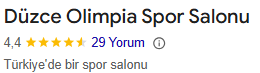 Düzce Olimpia Spor Salonu
4,4 29 Yorum
Türkiye'de bir spor salonu